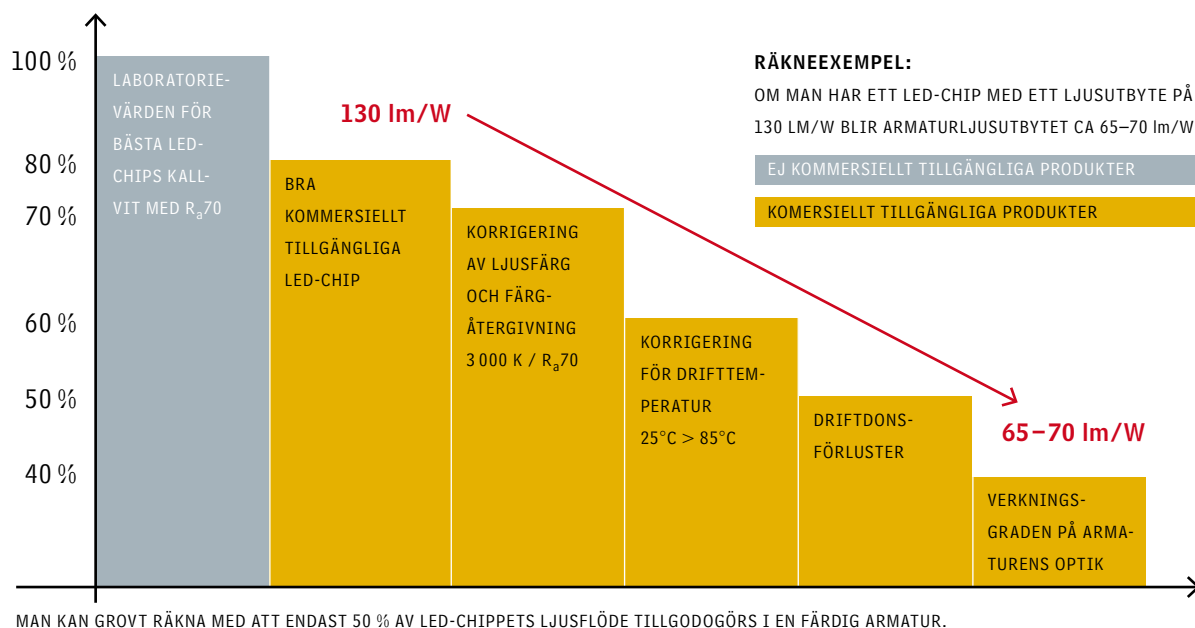 100 %
80 %
70 %
60 %
50 %
40 %
LABORATORIE-
VÄRDEN FÖR
BÄSTA LED-
CHIPS KALL-
VIT MED Ra70
130 lm/W
BRA
KOMMERSIELLT
TILLGÄNGLIGA
LED-CHIP
KORRIGERING
AV LJUSFÄRG
OCH FÄRG-
ÅTERGIVNING
3 000 K / Ra70
KORRIGERING
FÖR DRIFTTEM-
PERATUR
25°C > 85°C
DRIFTDONS-
FÖRLUSTER
65–70 lm/W
VERKNINGS-
GRADEN PÅ ARMA-
TURENS OPTIK
RÄKNEEXEMPEL:
OM MAN HAR ETT LED-CHIP MED ETT LJUSUTBYTE PÅ
130 LM/W BLIR ARMATURLJUSUTBYTET CA 65–70 lm/W
EJ KOMMERSIELLT TILLGÄNGLIGA PRODUKTER
KOMERSIELLT TILLGÄNGLIGA PRODUKTER
MAN KAN GROVT RÄKNA MED ATT ENDAST 50 % AV LED-CHIPPETS LJUSFLÖDE TILLGODOGÖRS I EN FÄRDIG ARMATUR.